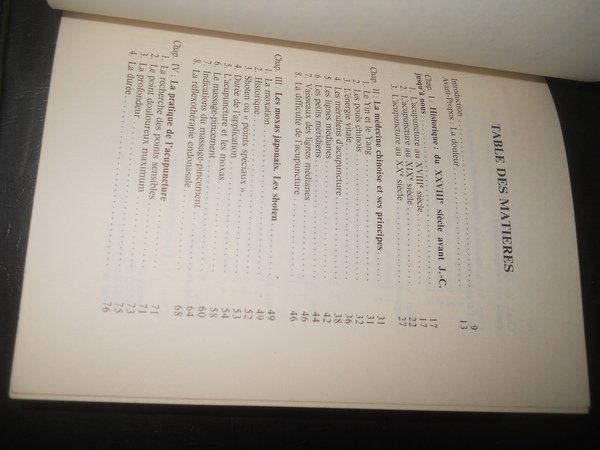 TABLE DES MATIERES
Introduction 9
Avant-Propos : La douleur 13
Chap. I : Historique : du XXVIIIe siècle avant J.-C.
jusqu'à nous 17
1. L'acupuncture au XVIIIe siècle 17
2. L'acupuncture au XIXe siècle 22
3. L'acupuncture au XXe siècle 27
Chap. II : La médecine chinoise et ses principes 31
1. Le Yin et le Yang 31
2. Les pouls chinois 32
3. L'énergie vitale 36
4. Les méridiens d'acupuncture 38
5. Les lignes médianes 42
6. Les petits méridiens 44
7. Vaisseaux des lignes médianes 46
8. La difficulté de l'acupuncture 46
Chap. III : Les moxas japonais. Les shoten 49
1. La moxation 49
2. Historique 49
3. Shoten ou « points spéciaux » 52
4. Durée de l'application 53
5. L'acupuncture et les moxas 54
6. Le massage-pincement 58
7. Indications du massage-pincement 60
8. La réflexothérapie endonasale 64
Chap. IV : La pratique de l'acupuncture 68
1. La recherche des points sensibles 71
2. Le point douloureux maximum 71
3. La profondeur 73
4. La durée 75
76